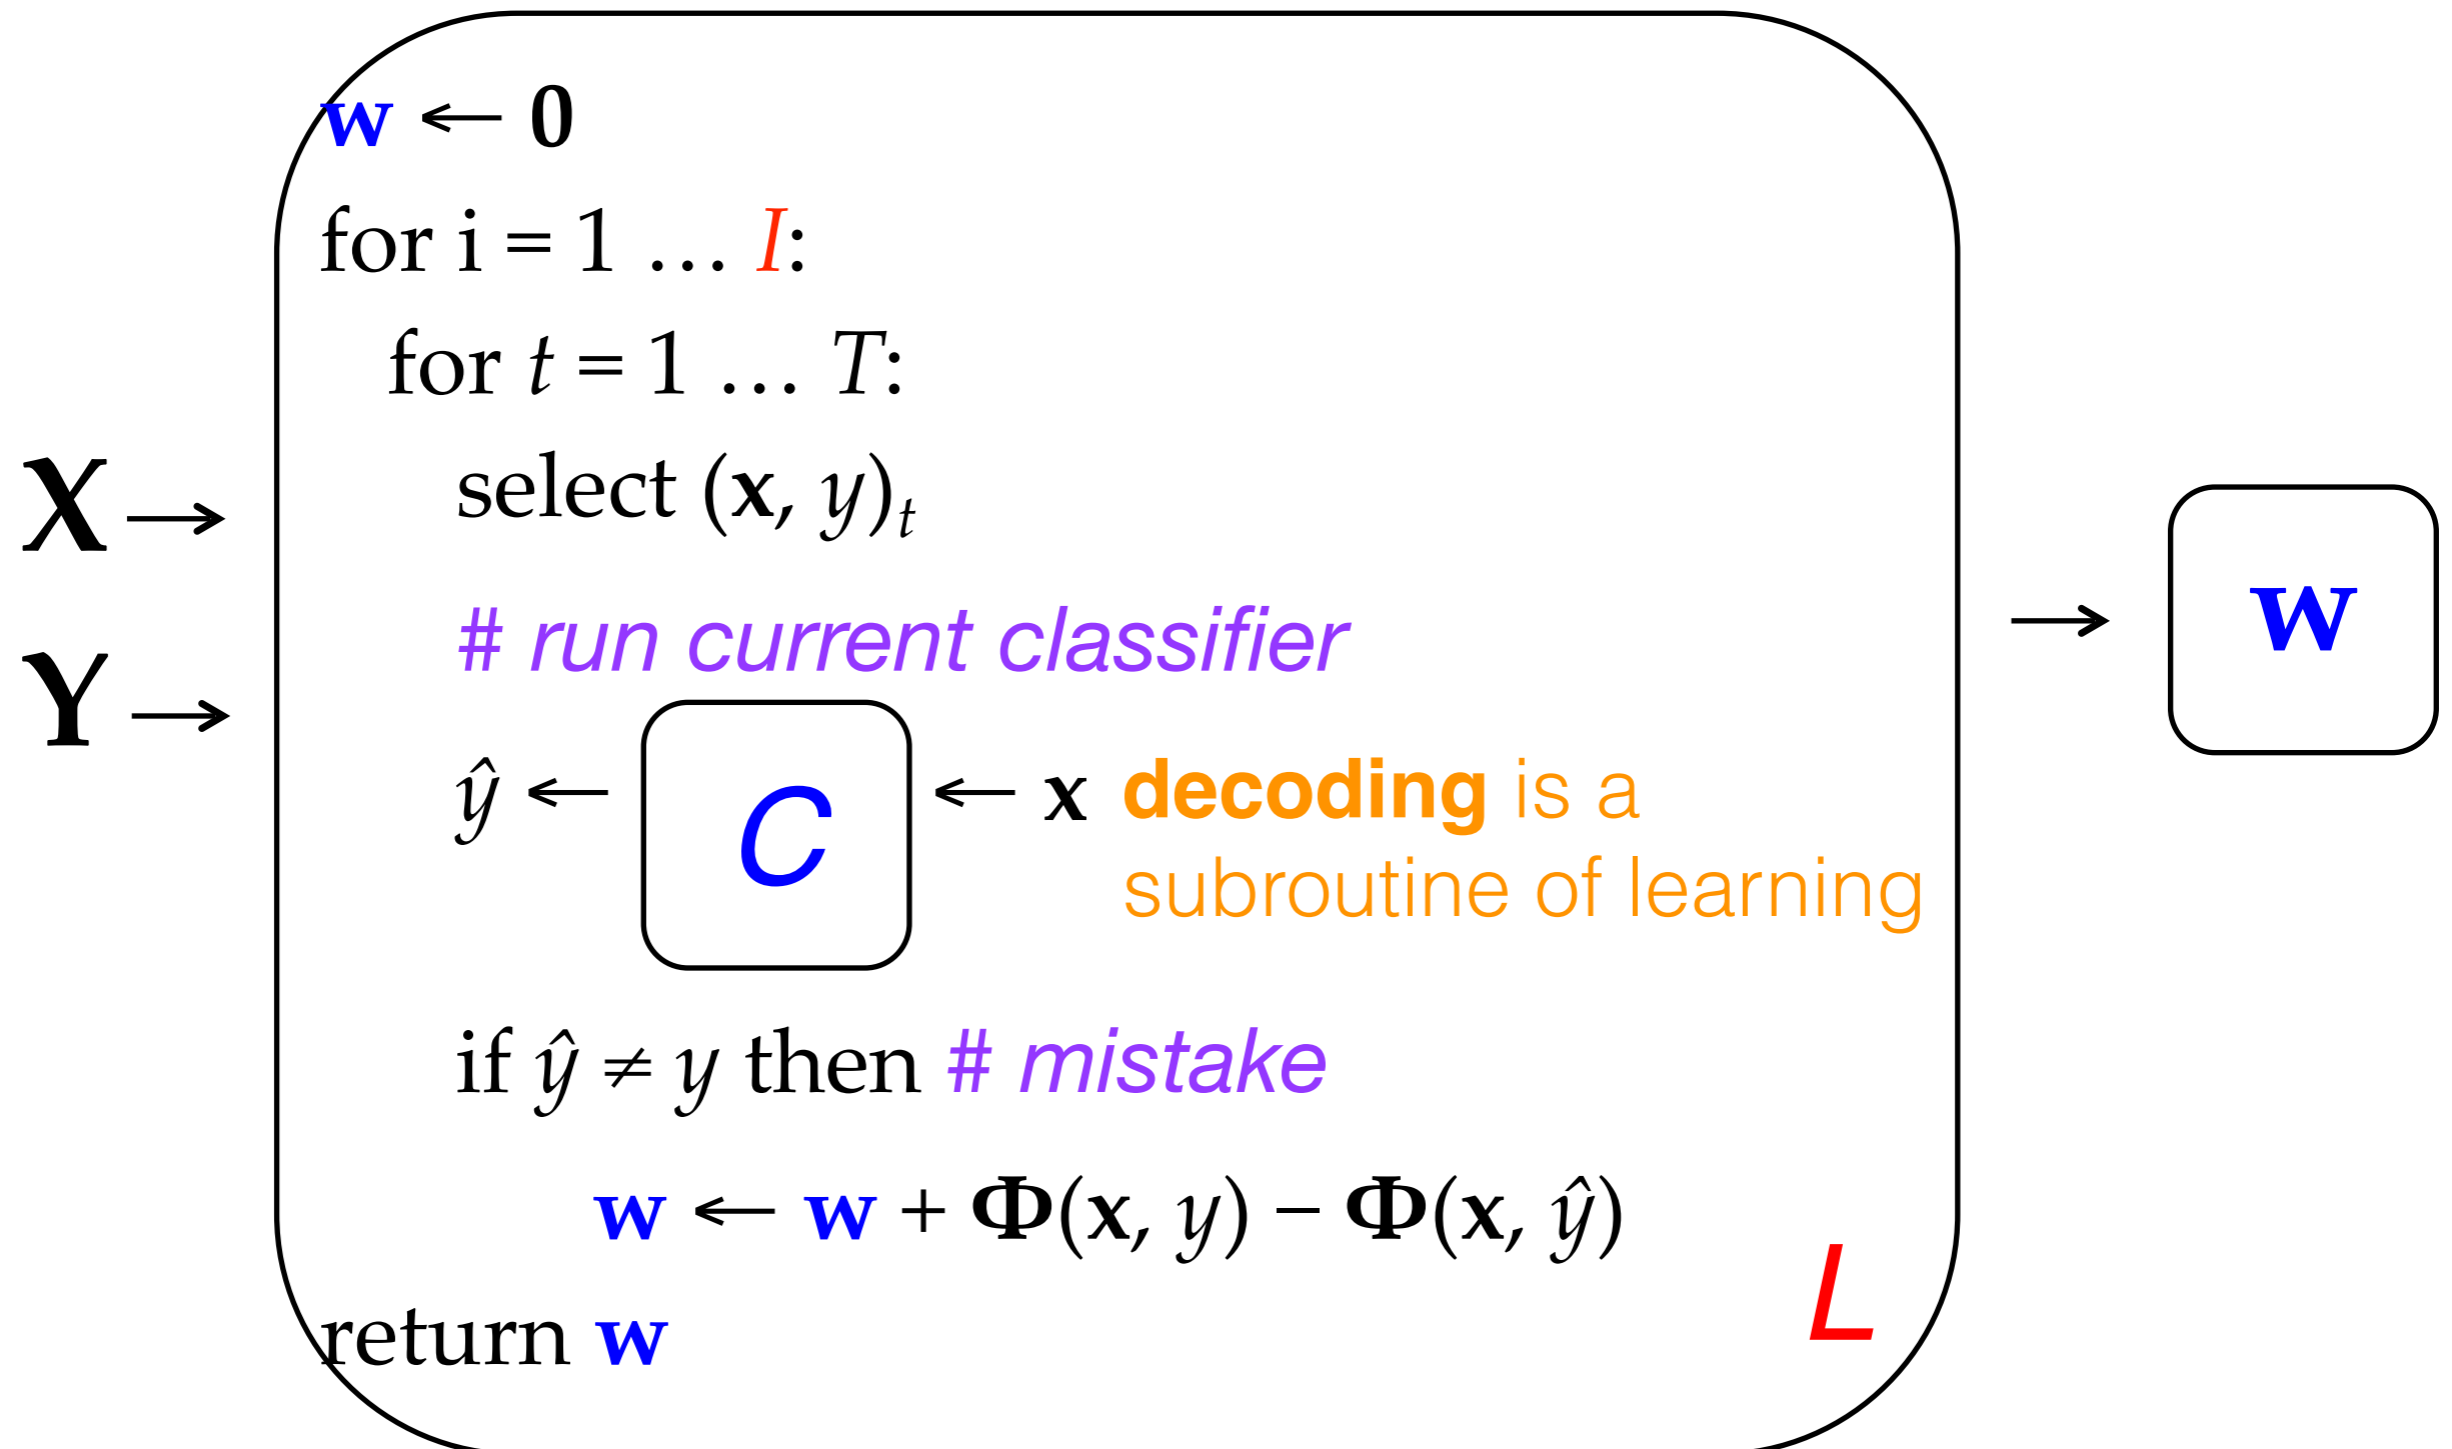 w ← 0
for i = 1 … I:
for t = 1 … T:
select (x, y)t
X →
# run current classifier
→ w
Y →
ŷ ← C ← x decoding is a
subroutine of learning
if ŷ ≠ y then # mistake
w ← w + Φ(x, y) − Φ(x, ŷ)
L
return w